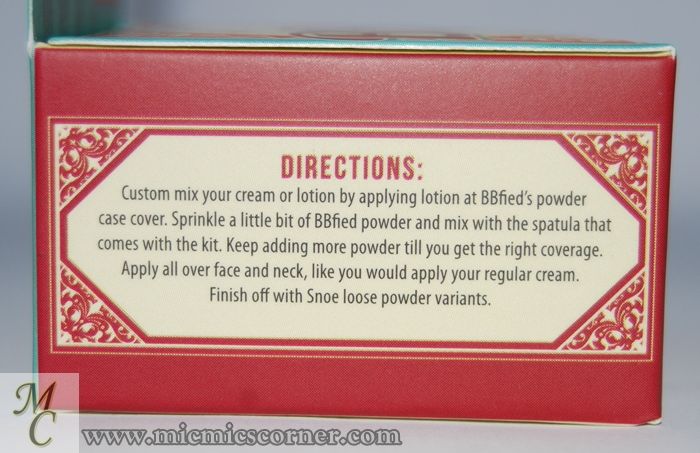 DIRECTIONS:
Custom mix your cream or lotion by applying lotion at BBfied's powder
case cover. Sprinkle a little bit of BBfied powder and mix with the spatula that
comes with the kit. Keep adding more powder till you get the right coverage.
Apply all over face and neck, like you would apply your regular cream.
Finish off with Snoe loose powder variants.
MC
www.micmicscorner.com